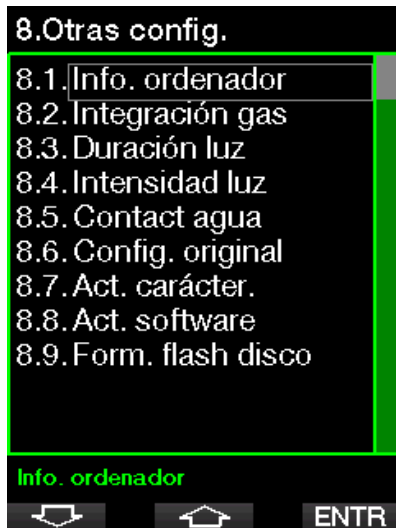 8.Otras config.
8.1.Info. ordenador
8.2.Integración gas
8.3.Duración luz
8.4.Intensidad luz
8.5.Contact agua
8.6.Config. original
8.7.Act. carácter.
8.8.Act. software
8.9.Form. flash disco
Info. ordenador
ENTR